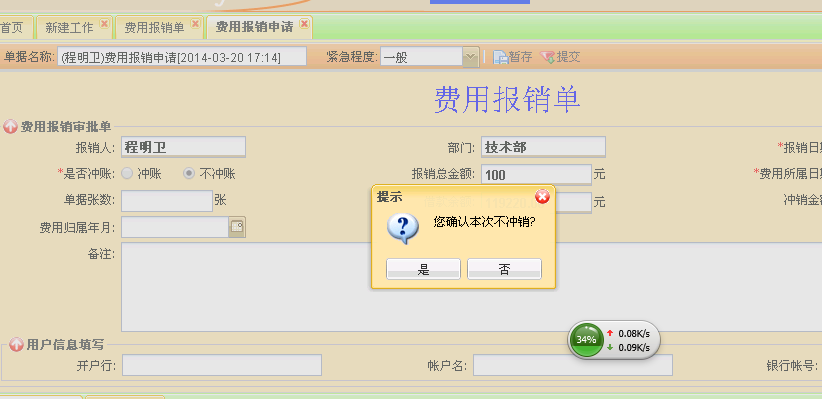 首页 新建工作 费用报销单 费用报销申请
单据名称: (程明卫)费用报销申请[2014-03-20 17:14] 紧急程度: 一般 暂存 提交
费用报销单
费用报销审批单
报销人: 程明卫 部门: 技术部 *报销日期
*是否冲账: 冲账 不冲账 报销总金额: 100 元 *费用所属日期
单据张数: 张 元 冲销金
费用归属年月:
备注:
提示
您确认本次不冲销?
是 否
34% 0.08K/s
0.09K/s
用户信息填写
开户行: 帐户名: 银行帐号: